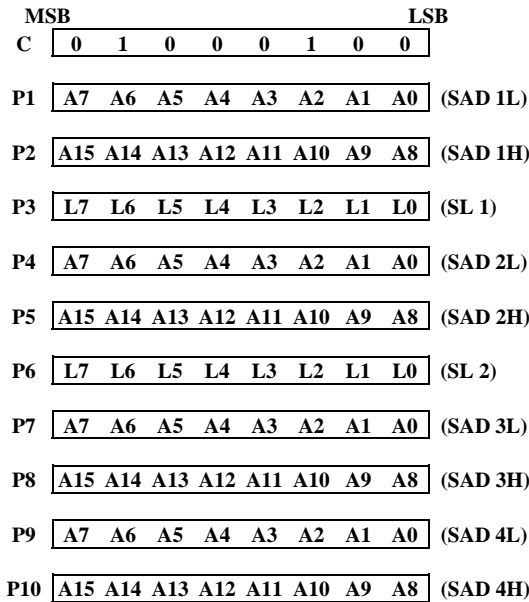 MSB LSB
C 0 1 0 0 0 1 0 0
P1 A7 A6 A5 A4 A3 A2 A1 A0 (SAD 1L)
P2 A15 A14 A13 A12 A11 A10 A9 A8 (SAD 1H)
P3 L7 L6 L5 L4 L3 L2 L1 L0 (SL 1)
P4 A7 A6 A5 A4 A3 A2 A1 A0 (SAD 2L)
P5 A15 A14 A13 A12 A11 A10 A9 A8 (SAD 2H)
P6 L7 L6 L5 L4 L3 L2 L1 L0 (SL 2)
P7 A7 A6 A5 A4 A3 A2 A1 A0 (SAD 3L)
P8 A15 A14 A13 A12 A11 A10 A9 A8 (SAD 3H)
P9 A7 A6 A5 A4 A3 A2 A1 A0 (SAD 4L)
P10 A15 A14 A13 A12 A11 A10 A9 A8 (SAD 4H)